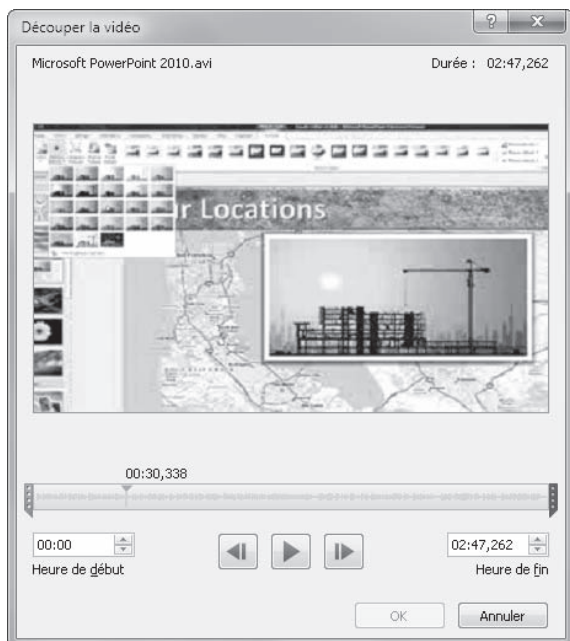 Découper la vidéo
Microsoft PowerPoint 2010.avi
Durée : 02:47,262
ur Locations
00:30,338
00:00
02:47,262
Heure de début
Heure de fin
OK
Annuler